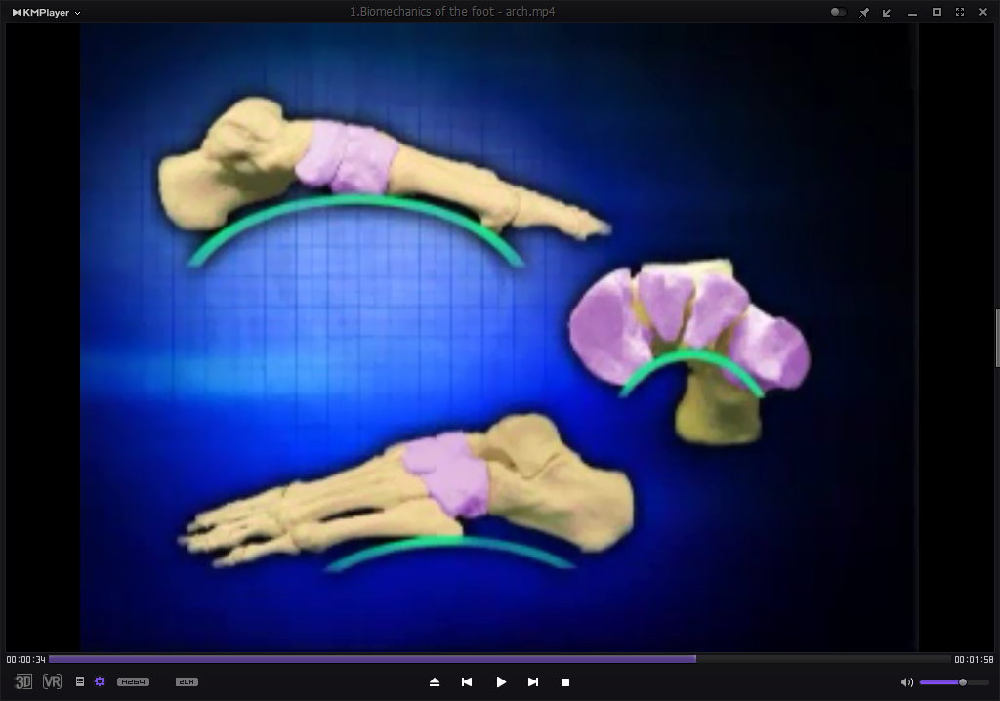 KMPlayer
1.Biomechanics of the foot - arch.mp4
00:00:34
00:01:58
3D
VR
H264
2CH